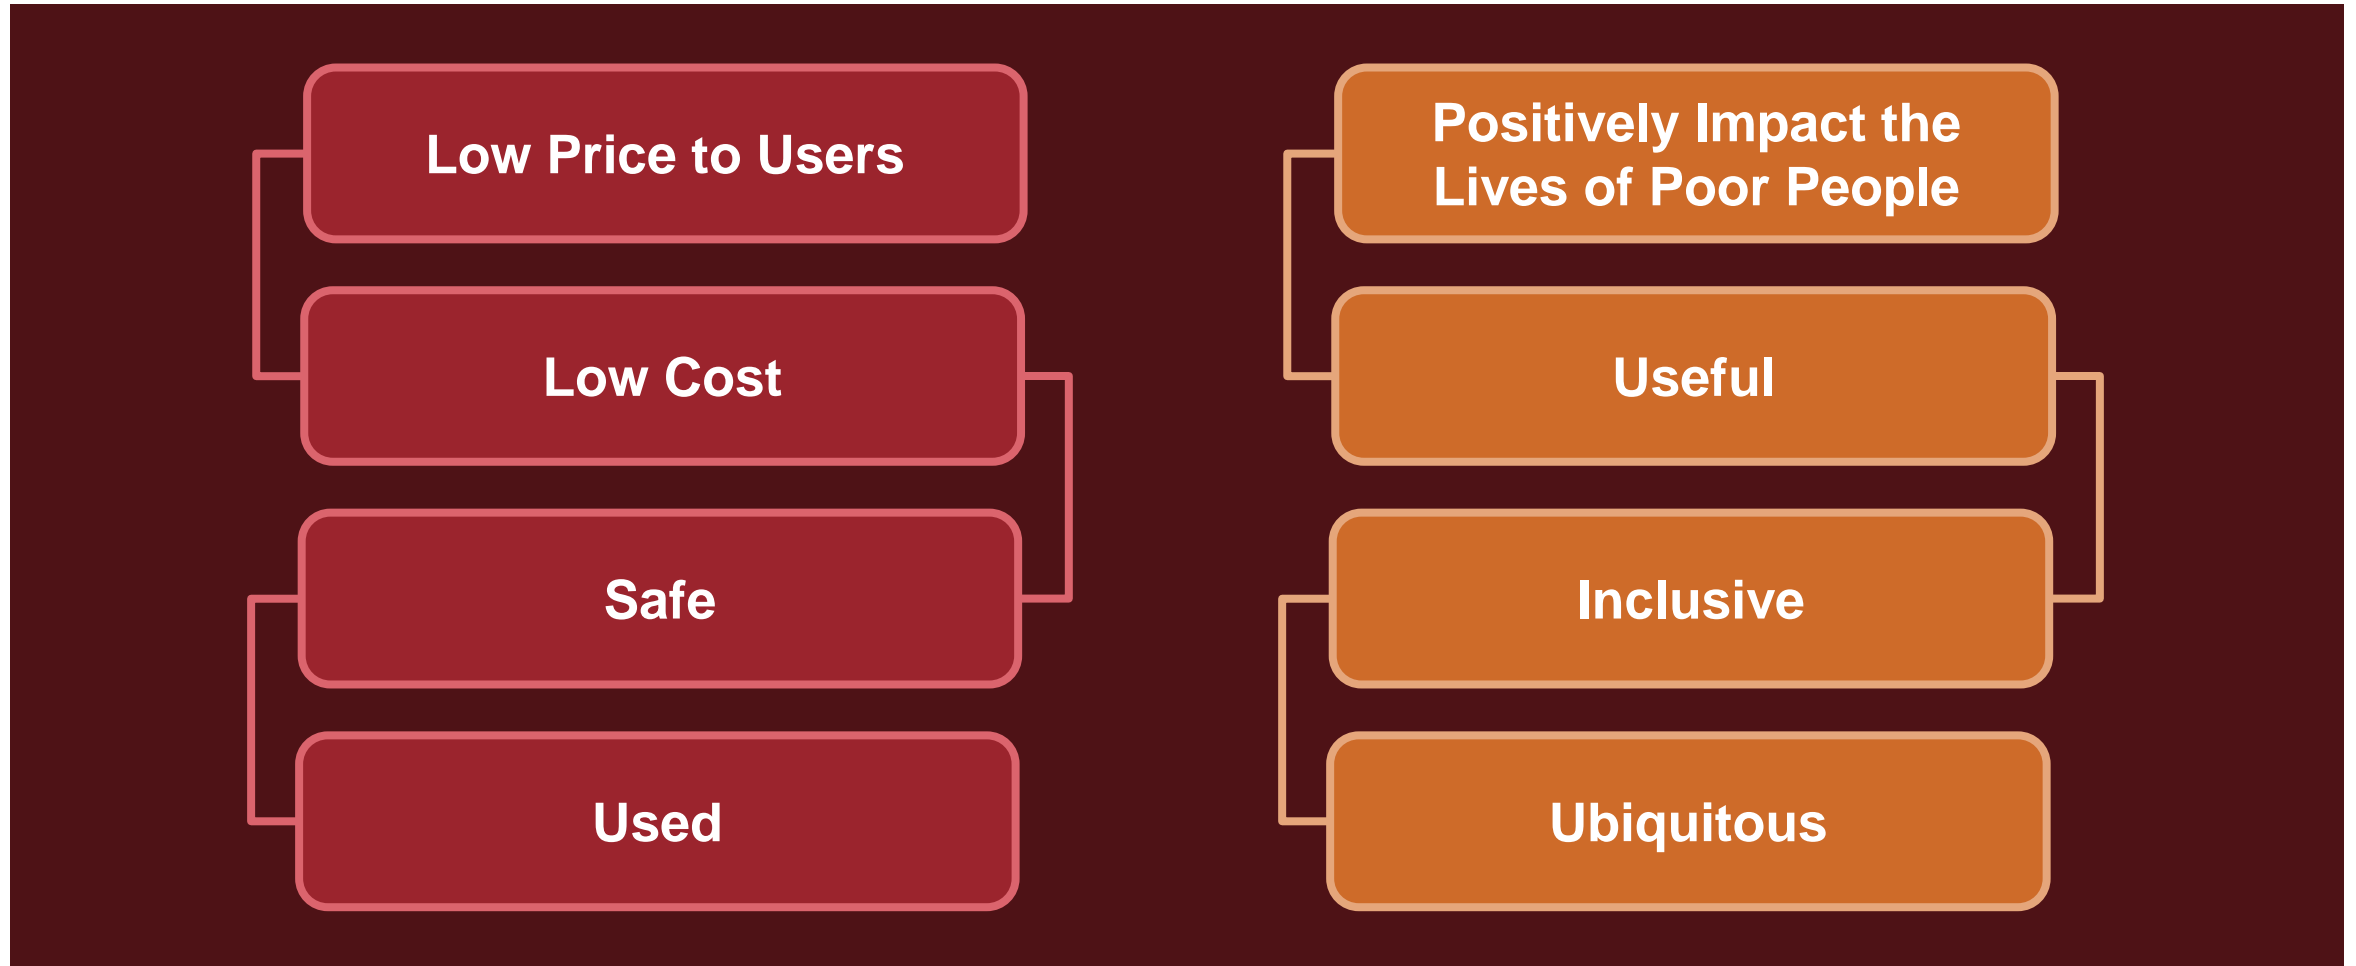 Low Price to Users
Low Cost
Safe
Used
Positively Impact the
Lives of Poor People
Useful
Inclusive
Ubiquitous